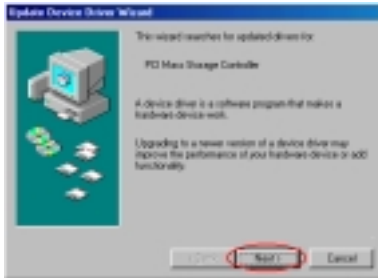 Update Device Driver Wizard
This wizard searches for updated drivers for:
PCI Mass Storage Controller
A device driver is a software program that makes a
hardware device work.
Upgrading to a newer version of a device driver may
improve the performance of your hardware device or add
functionality.
< Back
Next >
Cancel